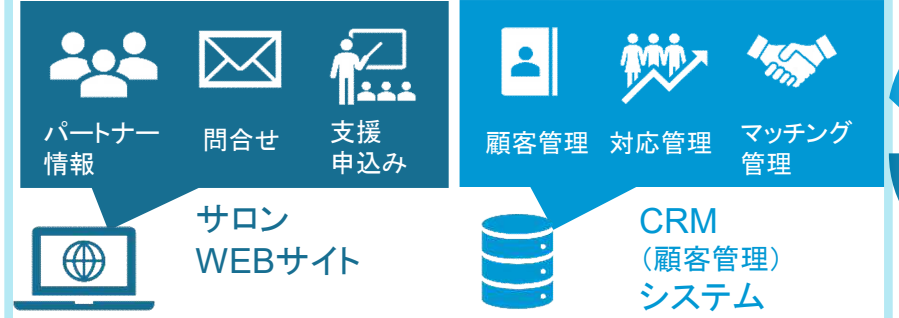 パートナー
情報
問合せ
支援
申込み
サロン
WEBサイト
顧客管理
対応管理
マッチング
管理
CRM
（顧客管理）
システム